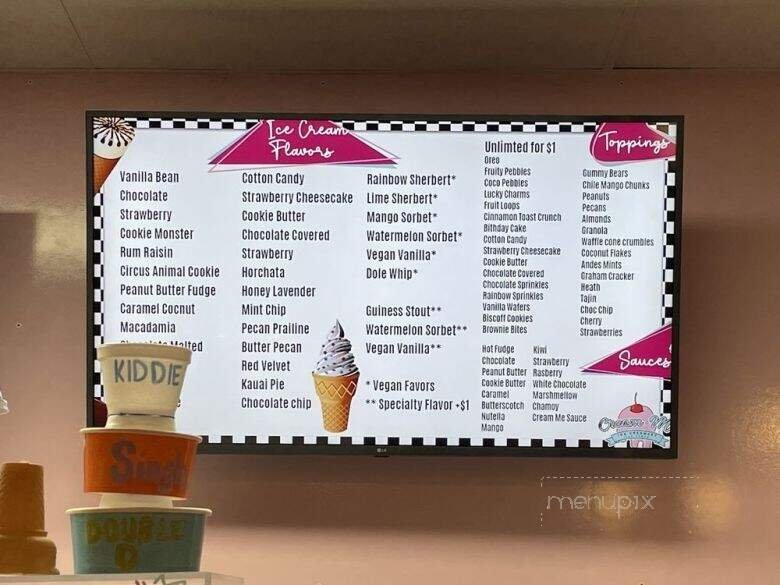 Ice Cream
Flavors
Vanilla Bean
Chocolate
Strawberry
Cookie Monster
Rum Raisin
Circus Animal Cookie
Peanut Butter Fudge
Caramel Cocnut
Macadamia
Malted
Cotton Candy
Strawberry Cheesecake
Cookie Butter
Chocolate Covered
Strawberry
Horchata
Honey Lavender
Mint Chip
Pecan Prailine
Butter Pecan
Red Velvet
Kauai Pie
Chocolate chip
Rainbow Sherbert*
Lime Sherbert*
Mango Sorbet*
Watermelon Sorbet*
Vegan Vanilla*
Dole Whip*
Guiness Stout**
Watermelon Sorbet**
Vegan Vanilla**
* Vegan Favors
** Specialty Flavor +$1
Toppings
Unlimted for $1
Oreo
Fruity Pebbles
Coco Pebbles
Lucky Charms
Fruit Loops
Cinnamon Toast Crunch
Bithday Cake
Cotton Candy
Strawberry Cheesecake
Cookie Butter
Chocolate Covered
Chocolate Sprinkles
Rainbow Sprinkles
Vanilla Wafers
Biscoff Cookies
Brownie Bites
Gummy Bears
Chile Mango Chunks
Peanuts
Pecans
Almonds
Granola
Waffle cone crumbles
Coconut Flakes
Andes Mints
Graham Cracker
Heath
Tajin
Choc Chip
Cherry
Strawberries
Sauces
Hot Fudge
Chocolate
Peanut Butter
Cookie Butter
Caramel
Butterscotch
Nutella
Mango
Kiwi
Strawberry
Rasberry
White Chocolate
Marshmellow
Chamoy
Cream Me Sauce
LG
KIDDIE
Singl
DOUBLE
D
menupix